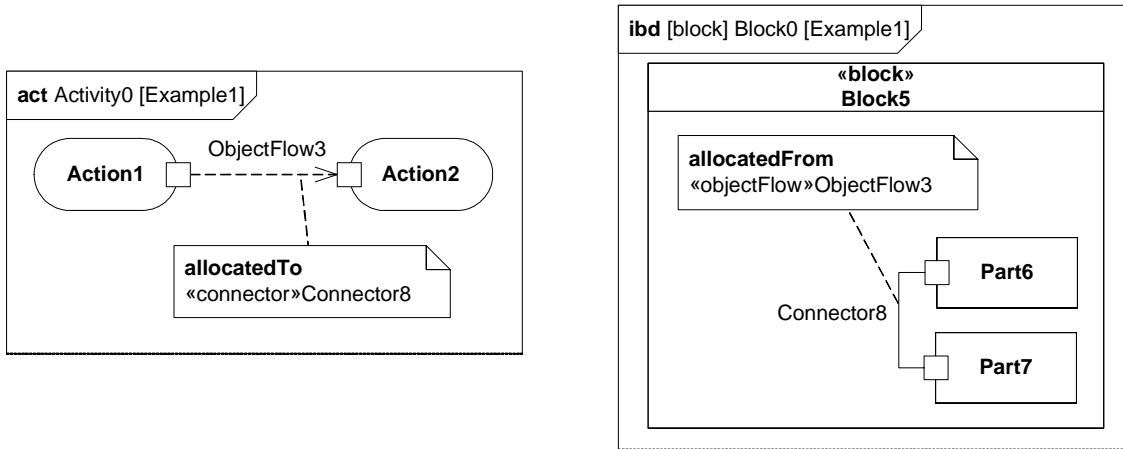 act Activity0 [Example1]
ObjectFlow3
Action1
Action2
allocatedTo
«connector»Connector8
ibd [block] Block0 [Example1]
«block»
Block5
allocatedFrom
«objectFlow»ObjectFlow3
Part6
Connector8
Part7